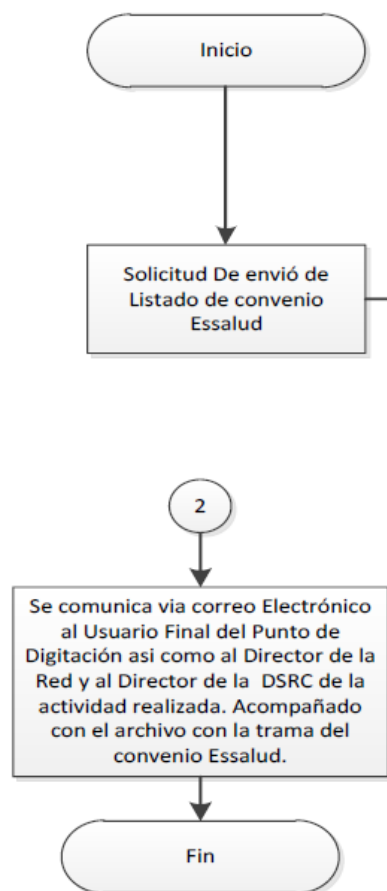 Inicio
Solicitud De envió de
Listado de convenio
Essalud
2
Se comunica via correo Electrónico
al Usuario Final del Punto de
Digitación asi como al Director de la
Red y al Director de la  DSRC de la
actividad realizada. Acompañado
con el archivo con la trama del
convenio Essalud.
Fin